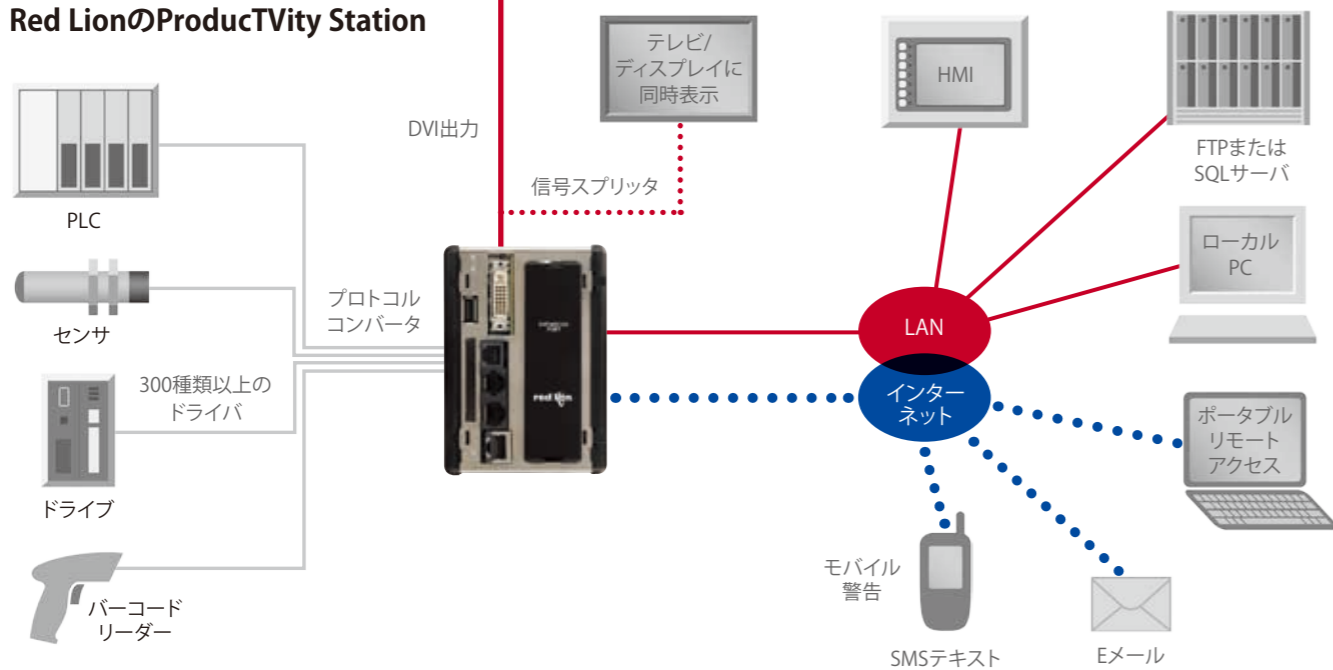 Red LionのProducTVity Station
テレビ/
ディスプレイに
同時表示
HMI
FTPまたは
SQLサーバ
DVI出力
信号スプリッタ
PLC
ローカル
PC
プロトコル
コンバータ
センサ
LAN
300種類以上の
ドライバ
red lion
インター
ネット
ポータブル
リモート
アクセス
ドライブ
モバイル
警告
バーコード
リーダー
SMSテキスト
Eメール